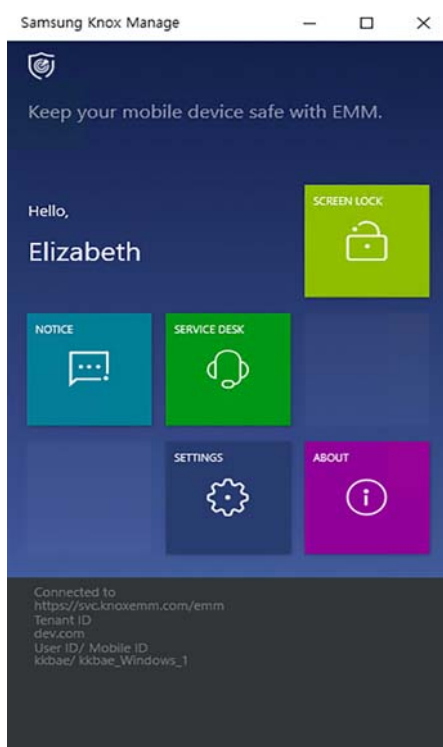 Samsung Knox Manage
Keep your mobile device safe with EMM.
Hello,
Elizabeth
SCREEN LOCK
NOTICE
SERVICE DESK
SETTINGS
ABOUT
Connected to
https://svc.knoxemm.com/emm
Tenant ID
dev.com
User ID/ Mobile ID
kkbae/ kkbae_Windows_1